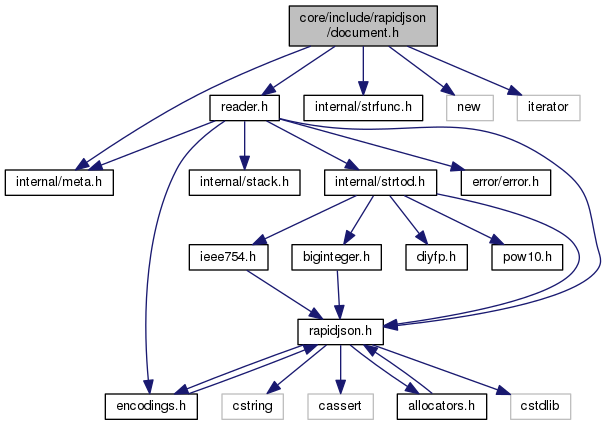 core/include/rapidjson
/document.h
reader.h
internal/strfunc.h
new
iterator
internal/meta.h
internal/stack.h
internal/strtod.h
error/error.h
ieee754.h
biginteger.h
diyfp.h
pow10.h
rapidjson.h
encodings.h
cstring
cassert
allocators.h
cstdlib